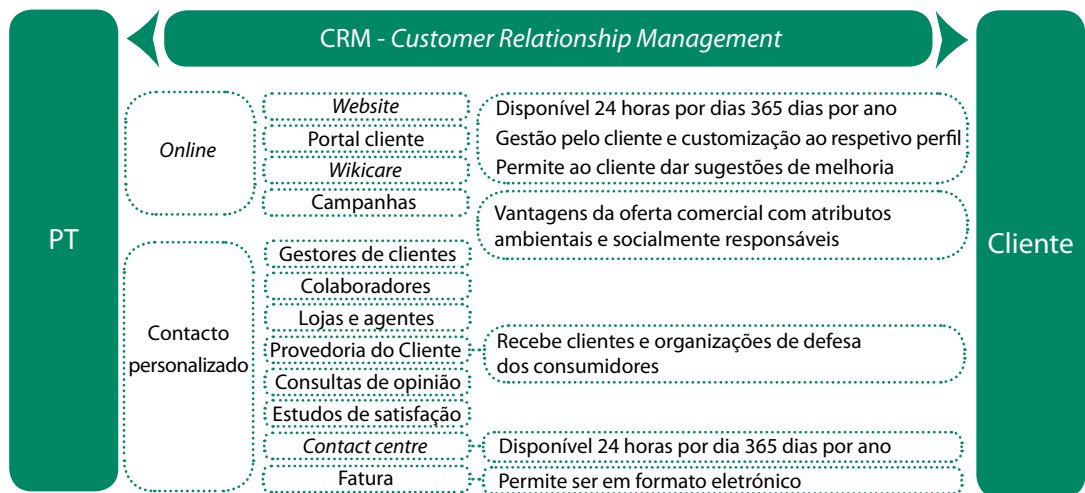 CRM - Customer Relationship Management
PT
Cliente
Online
Website
Portal cliente
Wikicare
Campanhas
Disponível 24 horas por dias 365 dias por ano
Gestão pelo cliente e customização ao respetivo perfil
Permite ao cliente dar sugestões de melhoria
Vantagens da oferta comercial com atributos
ambientais e socialmente responsáveis
Contacto
personalizado
Gestores de clientes
Colaboradores
Lojas e agentes
Provedoria do Cliente
Consultas de opinião
Estudos de satisfação
Contact centre
Fatura
Recebe clientes e organizações de defesa
dos consumidores
Disponível 24 horas por dia 365 dias por ano
Permite ser em formato eletrónico